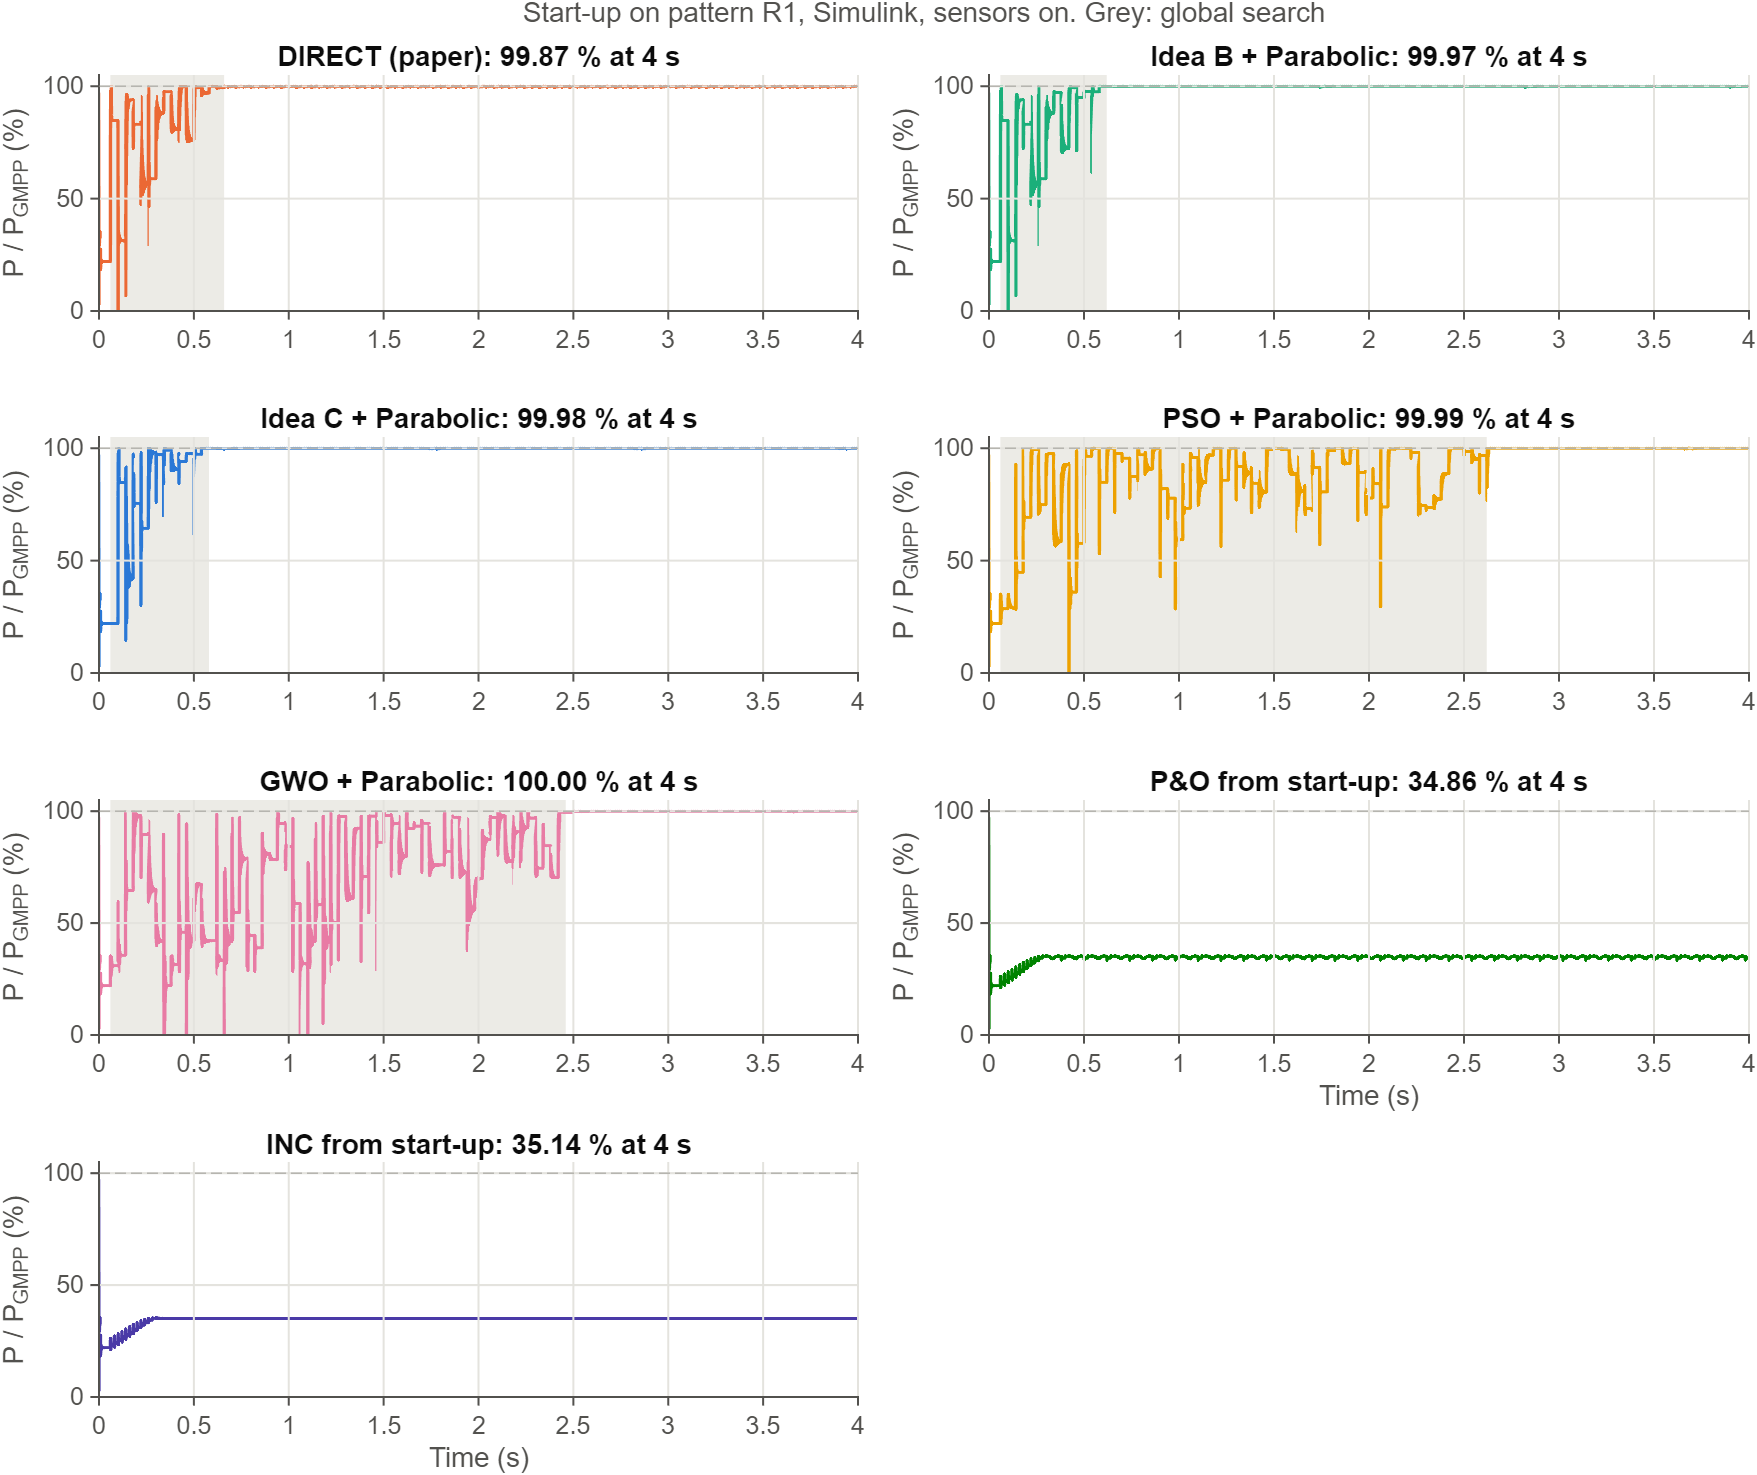 Start-up on pattern R1, Simulink, sensors on. Grey: global search
DIRECT (paper): 99.87 % at 4 s
P / PGMPP (%)
100
50
0
0 0.5 1 1.5 2 2.5 3 3.5 4
Idea B + Parabolic: 99.97 % at 4 s
P / PGMPP (%)
100
50
0
0 0.5 1 1.5 2 2.5 3 3.5 4
Idea C + Parabolic: 99.98 % at 4 s
P / PGMPP (%)
100
50
0
0 0.5 1 1.5 2 2.5 3 3.5 4
PSO + Parabolic: 99.99 % at 4 s
P / PGMPP (%)
100
50
0
0 0.5 1 1.5 2 2.5 3 3.5 4
GWO + Parabolic: 100.00 % at 4 s
P / PGMPP (%)
100
50
0
0 0.5 1 1.5 2 2.5 3 3.5 4
P&O from start-up: 34.86 % at 4 s
P / PGMPP (%)
100
50
0
0 0.5 1 1.5 2 2.5 3 3.5 4
Time (s)
INC from start-up: 35.14 % at 4 s
P / PGMPP (%)
100
50
0
0 0.5 1 1.5 2 2.5 3 3.5 4
Time (s)